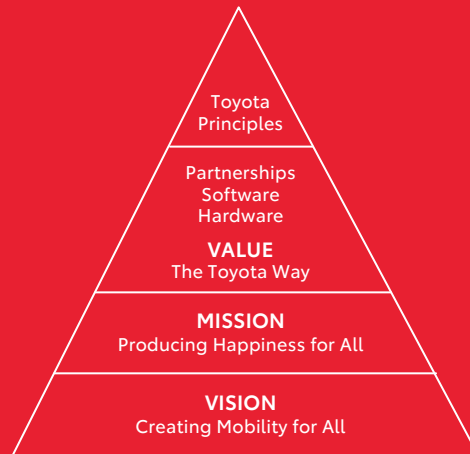 Toyota
Principles
Partnerships
Software
Hardware
VALUE
The Toyota Way
MISSION
Producing Happiness for All
VISION
Creating Mobility for All